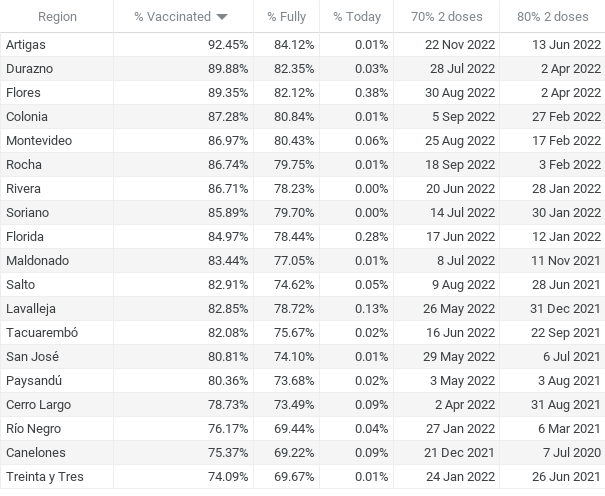 Region % Vaccinated % Fully % Today 70% 2 doses 80% 2 doses
Artigas 92.45% 84.12% 0.01% 22 Nov 2022 13 Jun 2022
Durazno 89.88% 82.35% 0.03% 28 Jul 2022 2 Apr 2022
Flores 89.35% 82.12% 0.38% 30 Aug 2022 2 Apr 2022
Colonia 87.28% 80.84% 0.01% 5 Sep 2022 27 Feb 2022
Montevideo 86.97% 80.43% 0.06% 25 Aug 2022 17 Feb 2022
Rocha 86.74% 79.75% 0.01% 18 Sep 2022 3 Feb 2022
Rivera 86.71% 78.23% 0.00% 20 Jun 2022 28 Jan 2022
Soriano 85.89% 79.70% 0.00% 14 Jul 2022 30 Jan 2022
Florida 84.97% 78.44% 0.28% 17 Jun 2022 12 Jan 2022
Maldonado 83.44% 77.05% 0.01% 8 Jul 2022 11 Nov 2021
Salto 82.91% 74.62% 0.05% 9 Aug 2022 28 Jun 2021
Lavalleja 82.85% 78.72% 0.13% 26 May 2022 31 Dec 2021
Tacuarembó 82.08% 75.67% 0.02% 16 Jun 2022 22 Sep 2021
San José 80.81% 74.10% 0.01% 29 May 2022 6 Jul 2021
Paysandú 80.36% 73.68% 0.02% 3 May 2022 3 Aug 2021
Cerro Largo 78.73% 73.49% 0.09% 2 Apr 2022 31 Aug 2021
Río Negro 76.17% 69.44% 0.04% 27 Jan 2022 6 Mar 2021
Canelones 75.37% 69.22% 0.09% 21 Dec 2021 7 Jul 2020
Treinta y Tres 74.09% 69.67% 0.01% 24 Jan 2022 26 Jun 2021